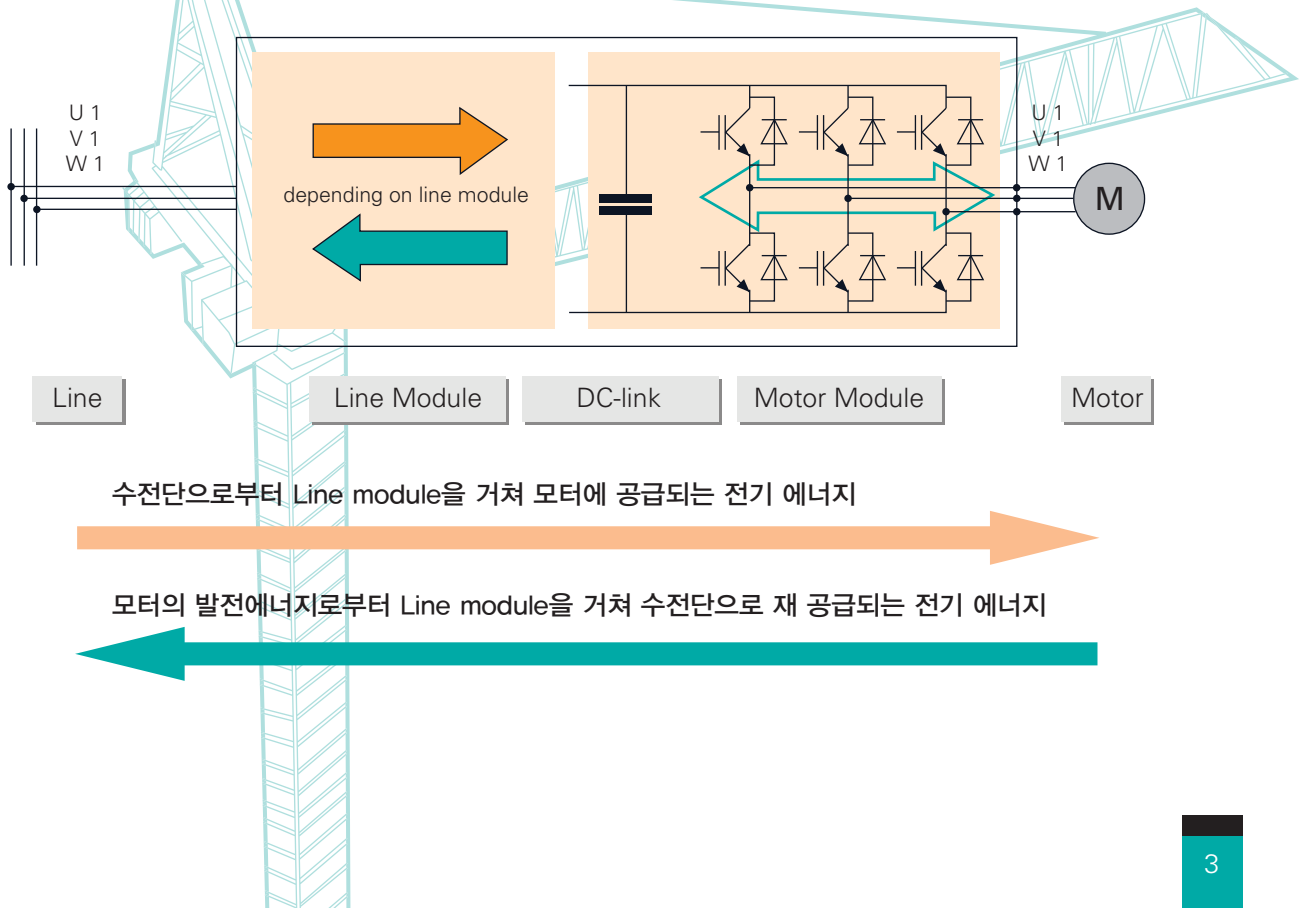 U 1
V 1
W 1
depending on line module
U 1
V 1
W 1
M
Line
Line Module
DC-link
Motor Module
Motor
수전단으로부터 Line module을 거쳐 모터에 공급되는 전기 에너지
모터의 발전에너지로부터 Line module을 거쳐 수전단으로 재 공급되는 전기 에너지
3